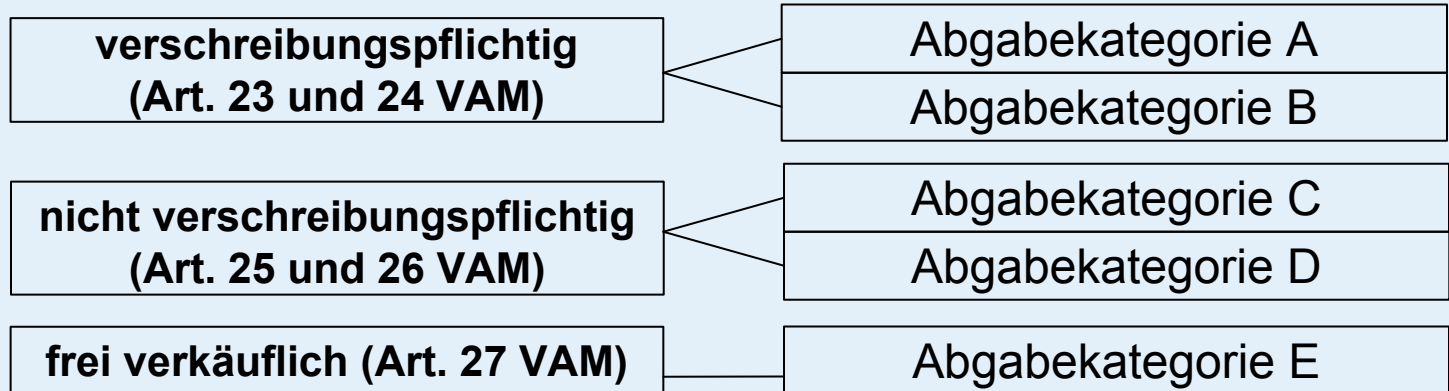 verschreibungspflichtig
(Art. 23 und 24 VAM)
Abgabekategorie A
Abgabekategorie B
nicht verschreibungspflichtig
(Art. 25 und 26 VAM)
Abgabekategorie C
Abgabekategorie D
frei verkäuflich (Art. 27 VAM)
Abgabekategorie E